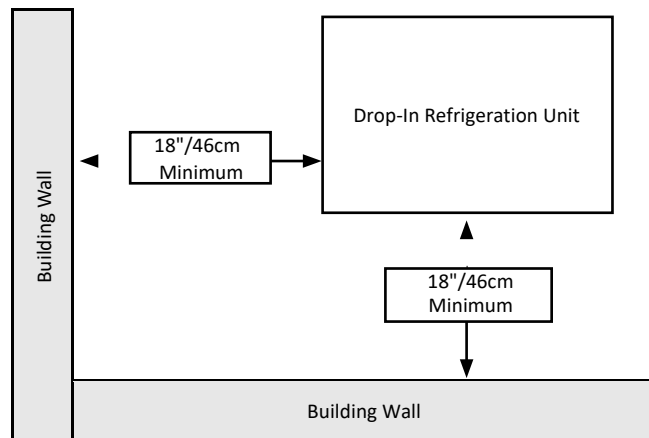 Drop-In Refrigeration Unit
18"/46cm
Minimum
Building Wall
18"/46cm
Minimum
Building Wall